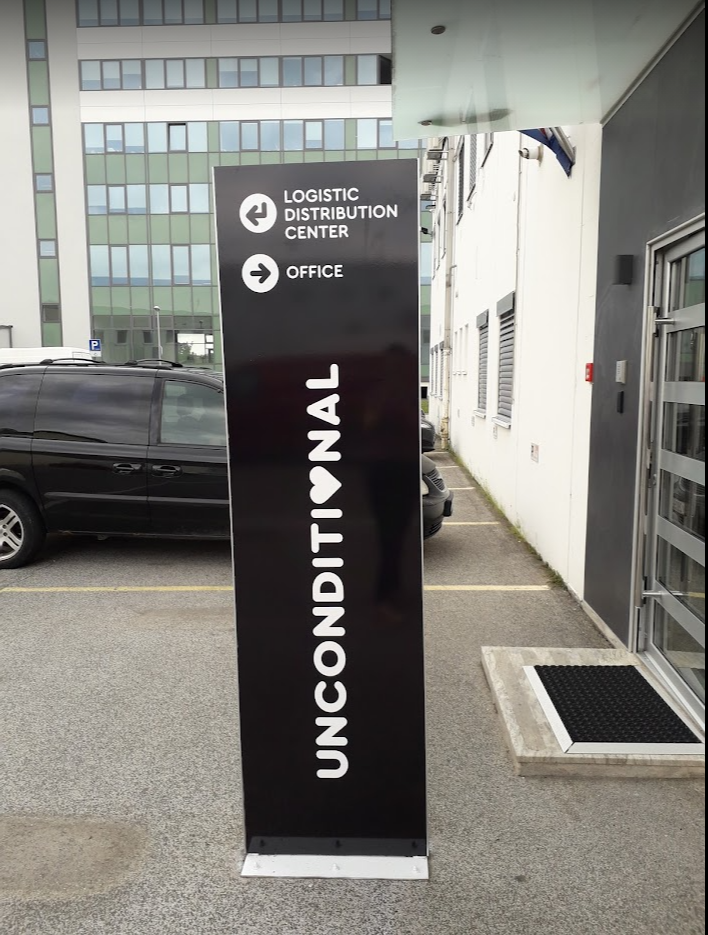 LOGISTIC
DISTRIBUTION
CENTER
OFFICE
UNCONDITI♥NAL
P